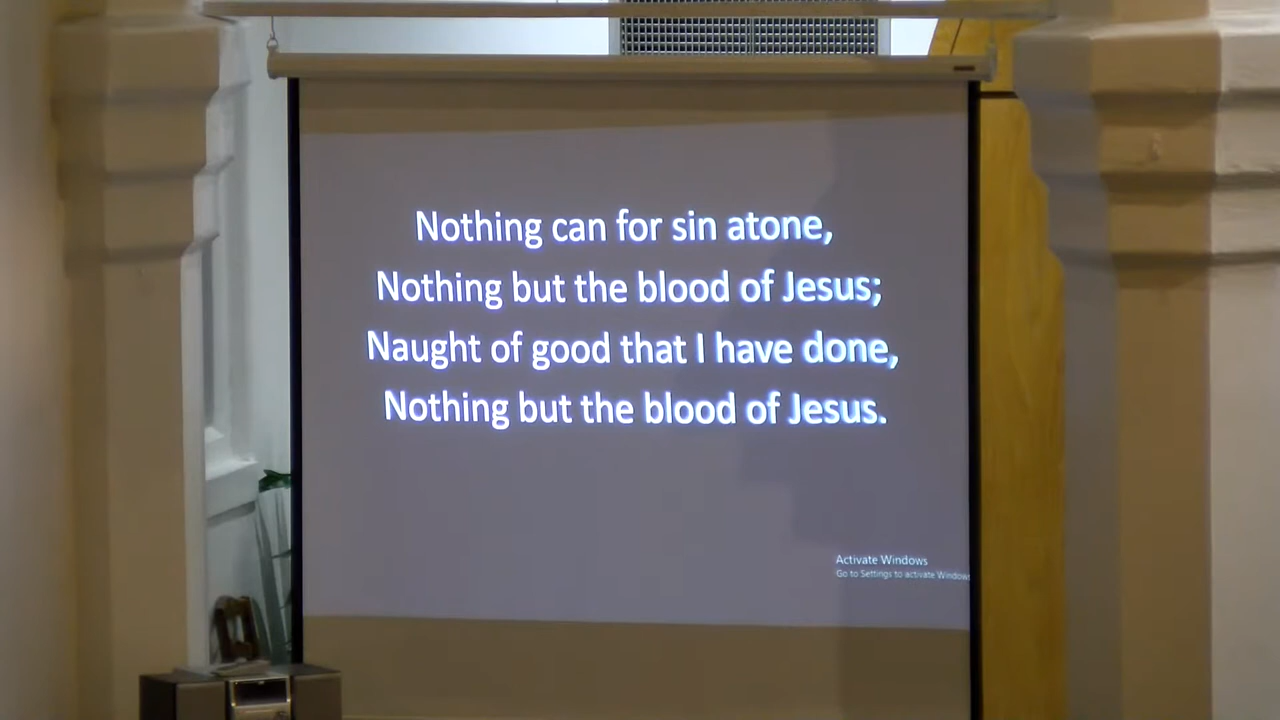 Nothing can for sin atone,
Nothing but the blood of Jesus;
Naught of good that I have done,
Nothing but the blood of Jesus.
Activate Windows
Go to Settings to activate Windows